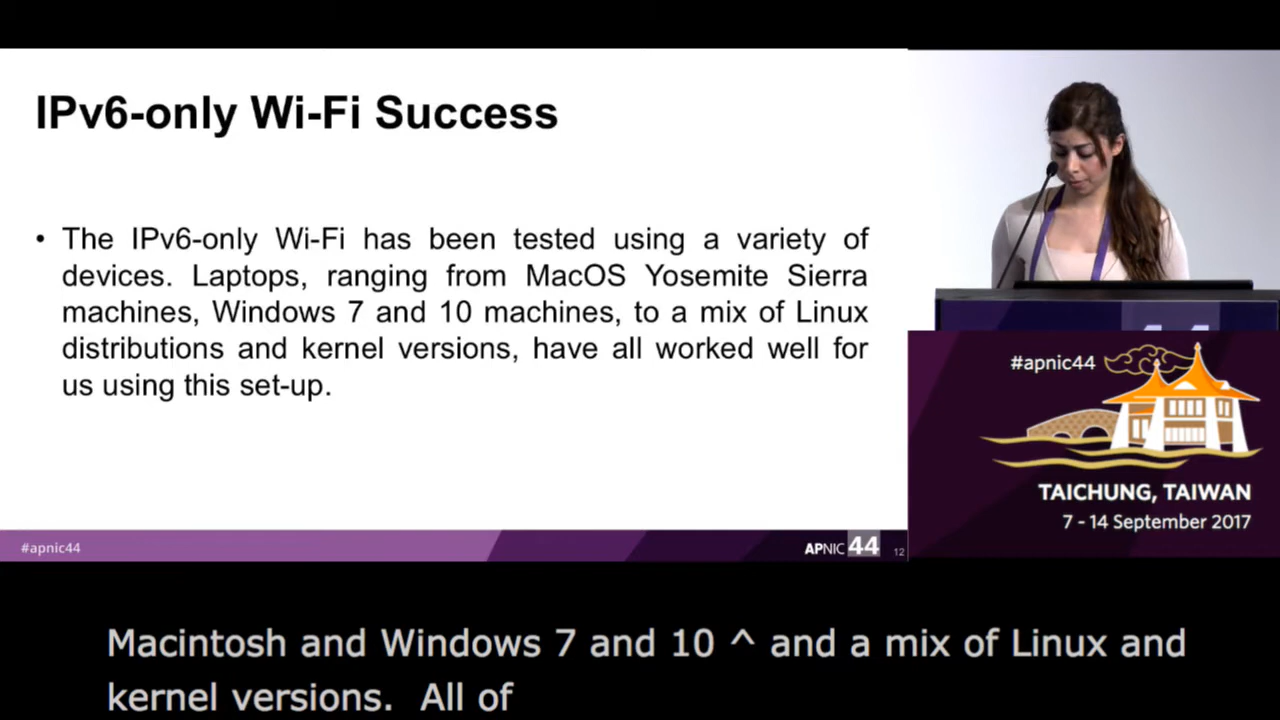 IPv6-only Wi-Fi Success
• The IPv6-only Wi-Fi has been tested using a variety of
devices. Laptops, ranging from MacOS Yosemite Sierra
machines, Windows 7 and 10 machines, to a mix of Linux
distributions and kernel versions, have all worked well for
us using this set-up.
#apnic44
APNIC 44
12
#apnic44
TAICHUNG, TAIWAN
7 - 14 September 2017
Macintosh and Windows 7 and 10 ^ and a mix of Linux and
kernel versions.  All of